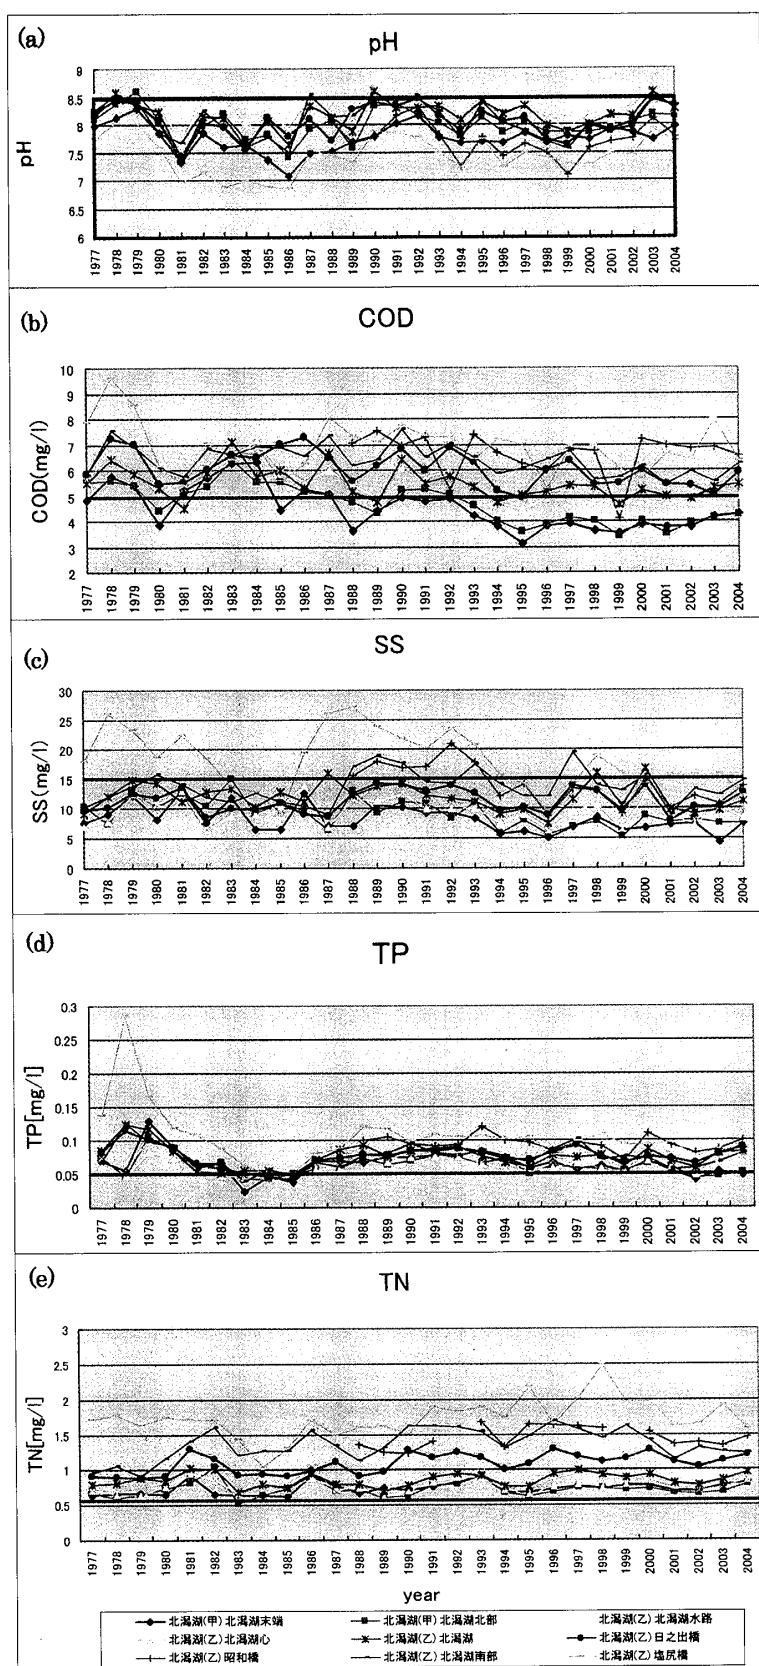 (a)
pH
9
8.5
8
7.5
7
6.5
6
pH
1977 1978 1979 1980 1981 1982 1983 1984 1985 1986 1987 1988 1989 1990 1991 1992 1993 1994 1995 1996 1997 1998 1999 2000 2001 2002 2003 2004
(b)
COD
10
9
8
7
6
5
4
3
2
COD(mg/l)
1977 1978 1979 1980 1981 1982 1983 1984 1985 1986 1987 1988 1989 1990 1991 1992 1993 1994 1995 1996 1997 1998 1999 2000 2001 2002 2003 2004
(c)
SS
30
25
20
15
10
5
0
SS(mg/l)
1977 1978 1979 1980 1981 1982 1983 1984 1985 1986 1987 1988 1989 1990 1991 1992 1993 1994 1995 1996 1997 1998 1999 2000 2001 2002 2003 2004
(d)
TP
0.3
0.25
0.2
0.15
0.1
0.05
0
TP[mg/l]
1977 1978 1979 1980 1981 1982 1983 1984 1985 1986 1987 1988 1989 1990 1991 1992 1993 1994 1995 1996 1997 1998 1999 2000 2001 2002 2003 2004
(e)
TN
3
2.5
2
1.5
1
0.5
0
TN[mg/l]
1977 1978 1979 1980 1981 1982 1983 1984 1985 1986 1987 1988 1989 1990 1991 1992 1993 1994 1995 1996 1997 1998 1999 2000 2001 2002 2003 2004
year
北潟湖(甲)北潟湖末端 北潟湖(甲)北潟湖北部 北潟湖(乙)北潟湖水路
北潟湖(乙)北潟湖心 北潟湖(乙)北潟湖 北潟湖(乙)日之出橋
北潟湖(乙)昭和橋 北潟湖(乙)北潟湖南部 北潟湖(乙)塩尻橋